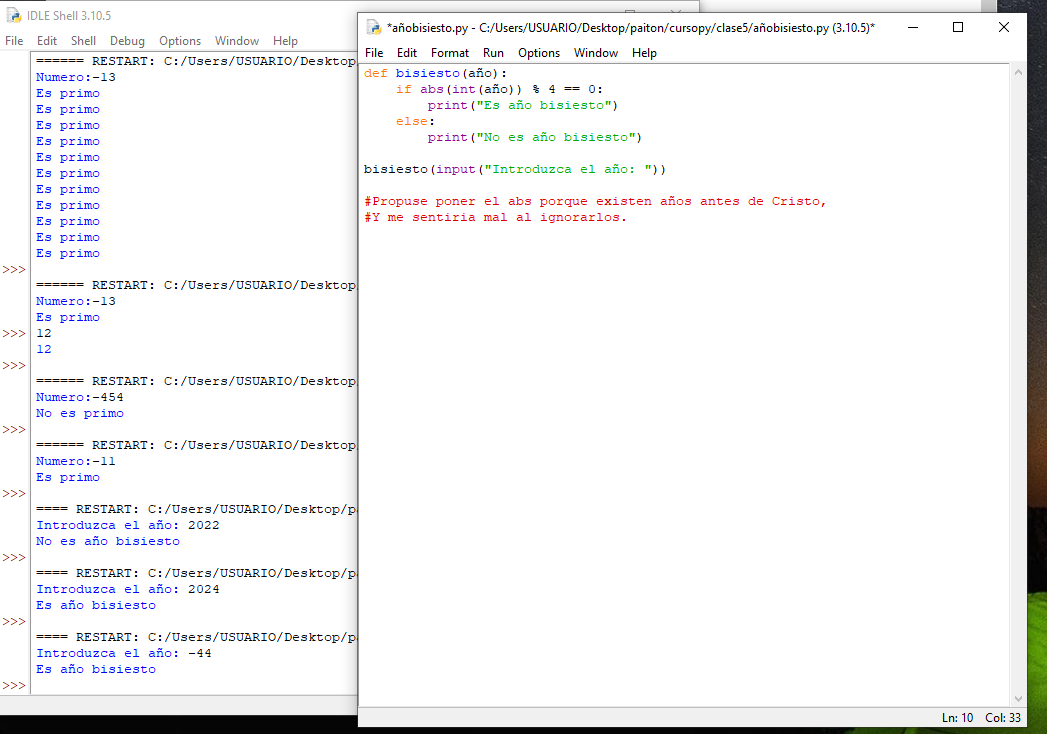 IDLE Shell 3.10.5
File Edit Shell Debug Options Window Help
====== RESTART: C:/Users/USUARIO/Desktop
Numero:-13
Es primo
Es primo
Es primo
Es primo
Es primo
Es primo
Es primo
Es primo
Es primo
Es primo
Es primo
>>>
====== RESTART: C:/Users/USUARIO/Desktop
Numero:-13
Es primo
>>> 12
12
>>>
====== RESTART: C:/Users/USUARIO/Desktop
Numero:-454
No es primo
>>>
====== RESTART: C:/Users/USUARIO/Desktop
Numero:-11
Es primo
>>>
==== RESTART: C:/Users/USUARIO/Desktop/pa
Introduzca el año: 2022
No es año bisiesto
>>>
==== RESTART: C:/Users/USUARIO/Desktop/pa
Introduzca el año: 2024
Es año bisiesto
>>>
==== RESTART: C:/Users/USUARIO/Desktop/pa
Introduzca el año: -44
Es año bisiesto
>>>
*añobisiesto.py - C:/Users/USUARIO/Desktop/paiton/cursopy/clase5/añobisiesto.py (3.10.5)*
File Edit Format Run Options Window Help
def bisiesto(año):
    if abs(int(año)) % 4 == 0:
        print("Es año bisiesto")
    else:
        print("No es año bisiesto")
bisiesto(input("Introduzca el año: "))
#Propuse poner el abs porque existen años antes de Cristo,
#Y me sentiria mal al ignorarlos.
Ln: 10 Col: 33